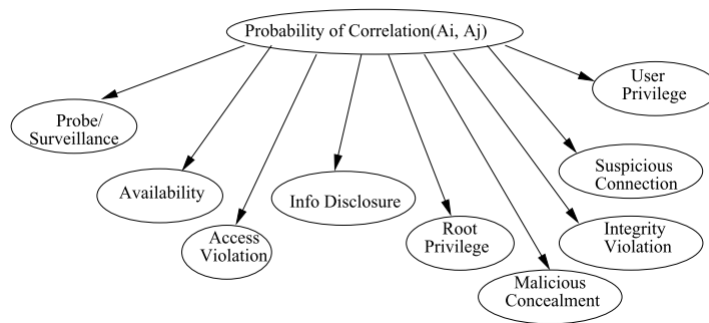 Probability of Correlation(Ai, Aj)
User
Privilege
Probe/
Surveillance
Suspicious
Connection
Availability
Info Disclosure
Access
Violation
Root
Privilege
Integrity
Violation
Malicious
Concealment